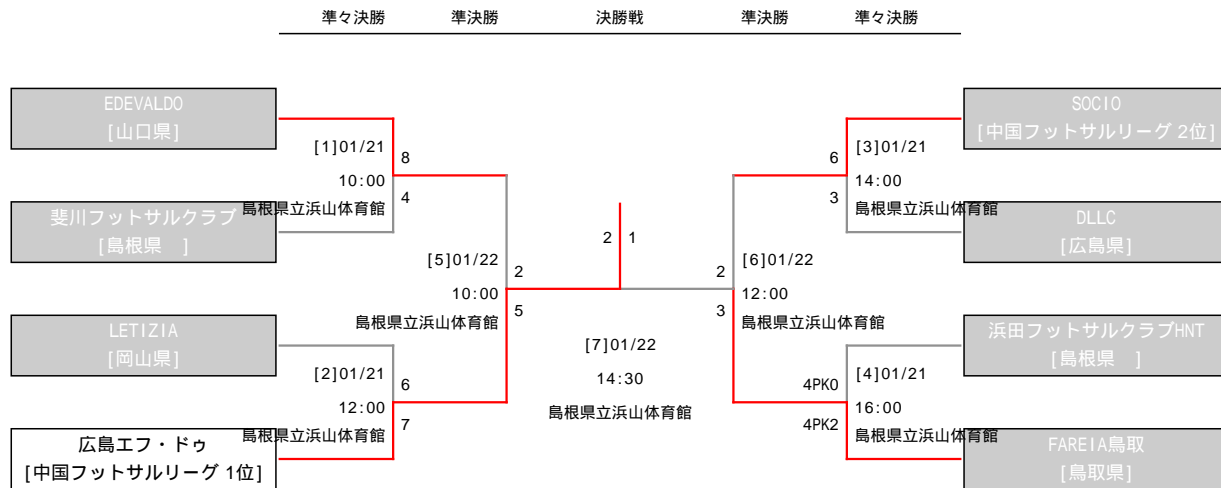 準々決勝 準決勝 決勝戦 準決勝 準々決勝
EDEVALDO
[山口県]
[1]01/21
8
10:00
4
島根県立浜山体育館
斐川フットサルクラブ
[島根県 ]
[5]01/22
2
10:00
5
島根県立浜山体育館
LETIZIA
[岡山県]
[2]01/21
6
12:00
7
島根県立浜山体育館
広島エフ・ドゥ
[中国フットサルリーグ 1位]
2 1
[7]01/22
14:30
島根県立浜山体育館
SOCIO
[中国フットサルリーグ 2位]
6
[3]01/21
14:00
3
島根県立浜山体育館
DLLC
[広島県]
2
[6]01/22
12:00
3
島根県立浜山体育館
浜田フットサルクラブHNT
[島根県 ]
4PK0
[4]01/21
16:00
4PK2
島根県立浜山体育館
FAREIA鳥取
[鳥取県]